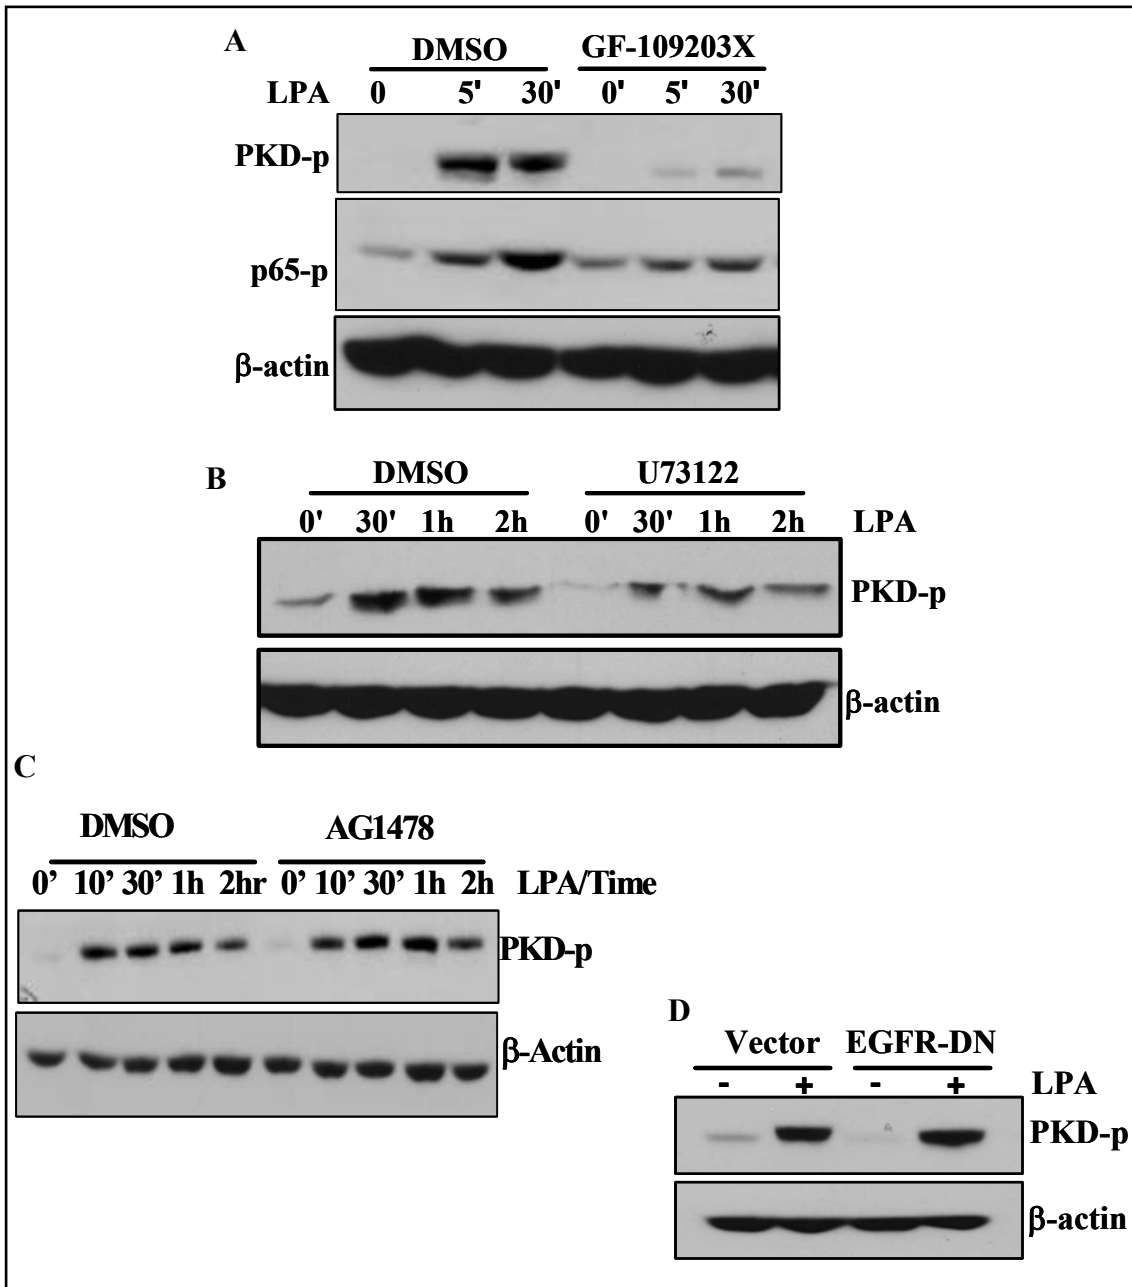 A
DMSO GF-109203X
LPA 0 5' 30' 0' 5' 30'
PKD-p
p65-p
β-actin
B
DMSO U73122
0' 30' 1h 2h 0' 30' 1h 2h LPA
PKD-p
β-actin
C
DMSO AG1478
0’ 10’ 30’ 1h 2hr 0’ 10’ 30’ 1h 2h LPA/Time
PKD-p
β-Actin
D
Vector EGFR-DN
- + - + LPA
PKD-p
β-actin